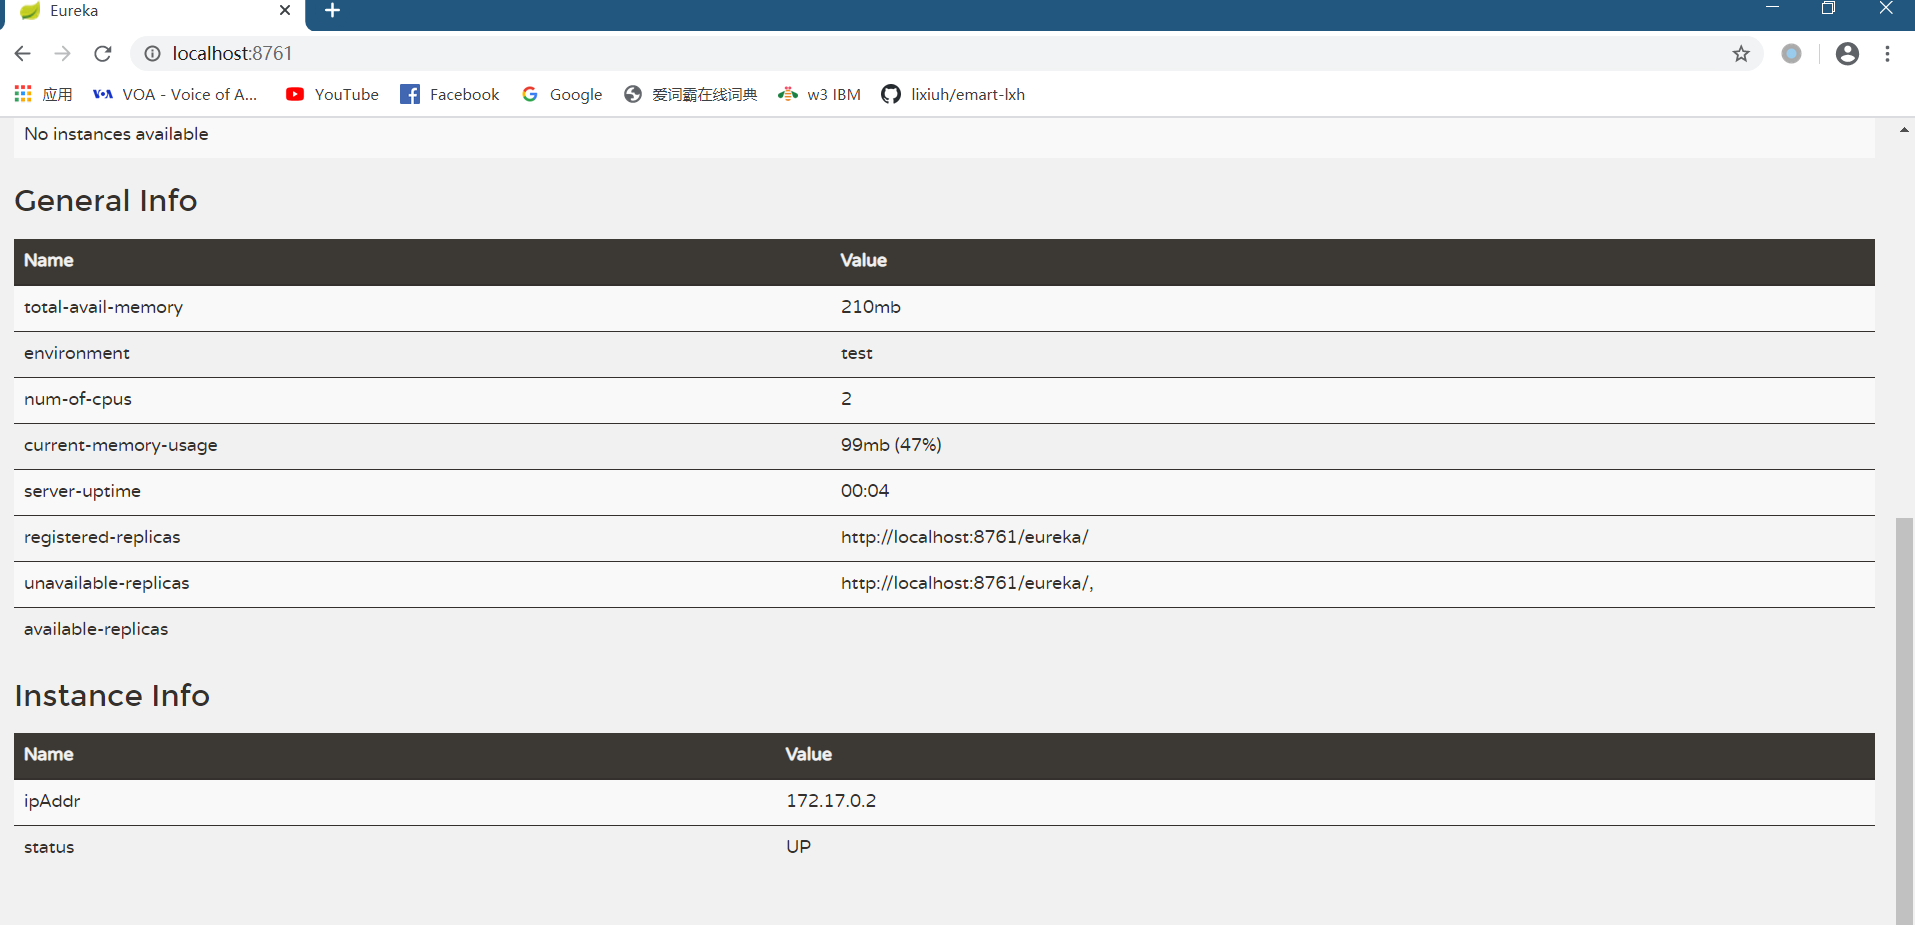 Eureka
localhost:8761
应用 VOA - Voice of A... YouTube Facebook Google 爱词霸在线词典 w3 IBM lixiuh/emart-lxh
No instances available
General Info
Name Value
total-avail-memory 210mb
environment test
num-of-cpus 2
current-memory-usage 99mb (47%)
server-uptime 00:04
registered-replicas http://localhost:8761/eureka/
unavailable-replicas http://localhost:8761/eureka/,
available-replicas
Instance Info
Name Value
ipAddr 172.17.0.2
status UP